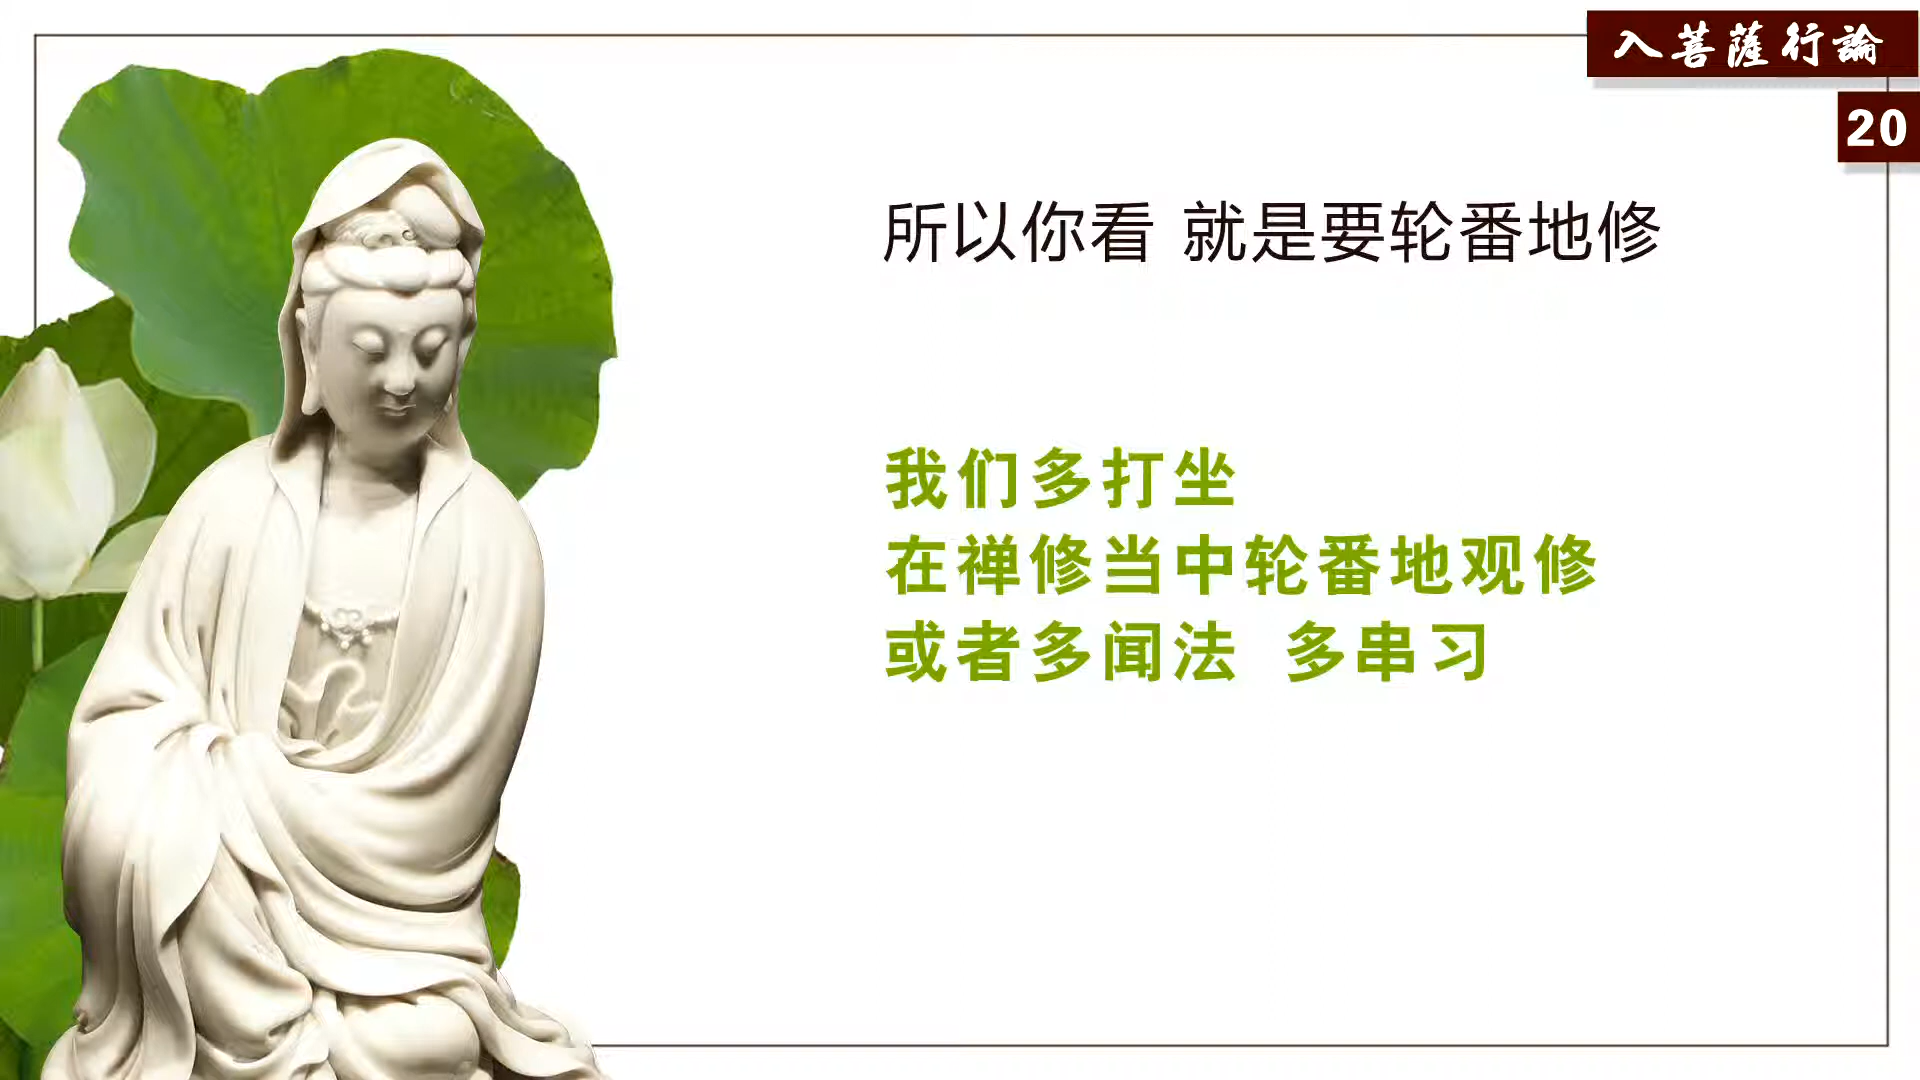 入菩薩行論
20
所以你看 就是要轮番地修
我们多打坐
在禅修当中轮番地观修
或者多闻法 多串习